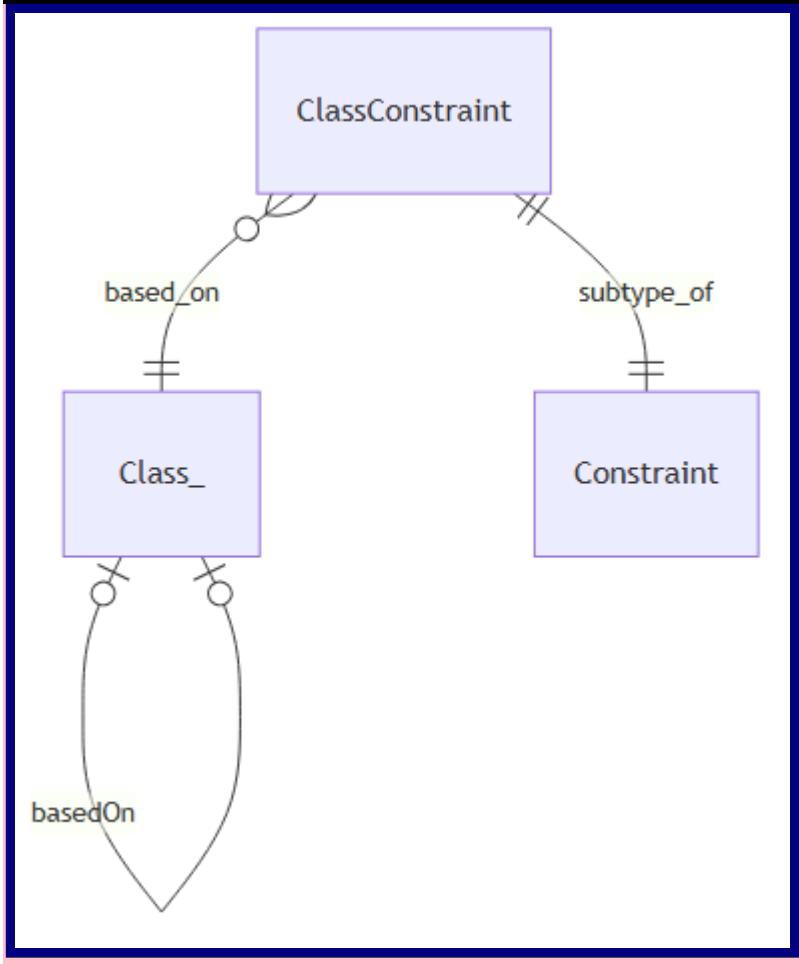 ClassConstraint
based_on
subtype_of
Class_
Constraint
basedOn